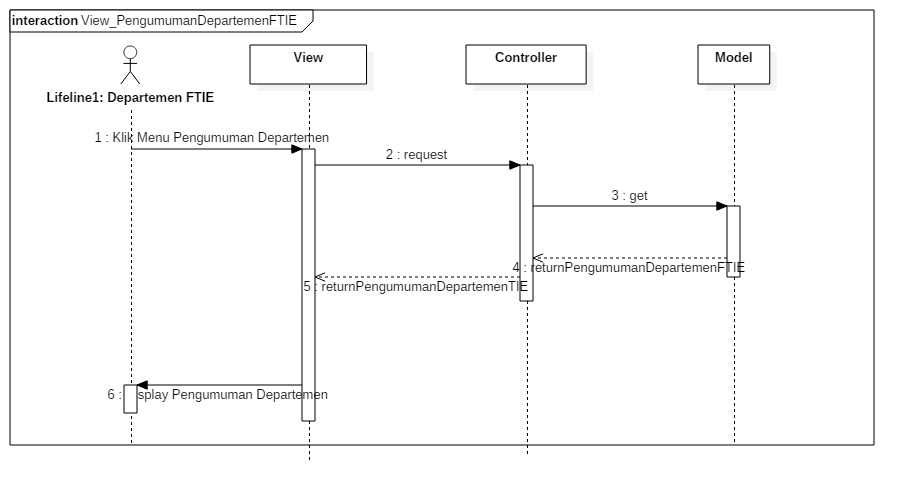 interaction View_PengumumanDepartemenFTIE
View
Controller
Model
Lifeline1: Departemen FTIE
1 : Klik Menu Pengumuman Departemen
2 : request
3 : get
4 : returnPengumumanDepartemenFTIE
5 : returnPengumumanDepartemenTIE
6 : splay Pengumuman Departemen